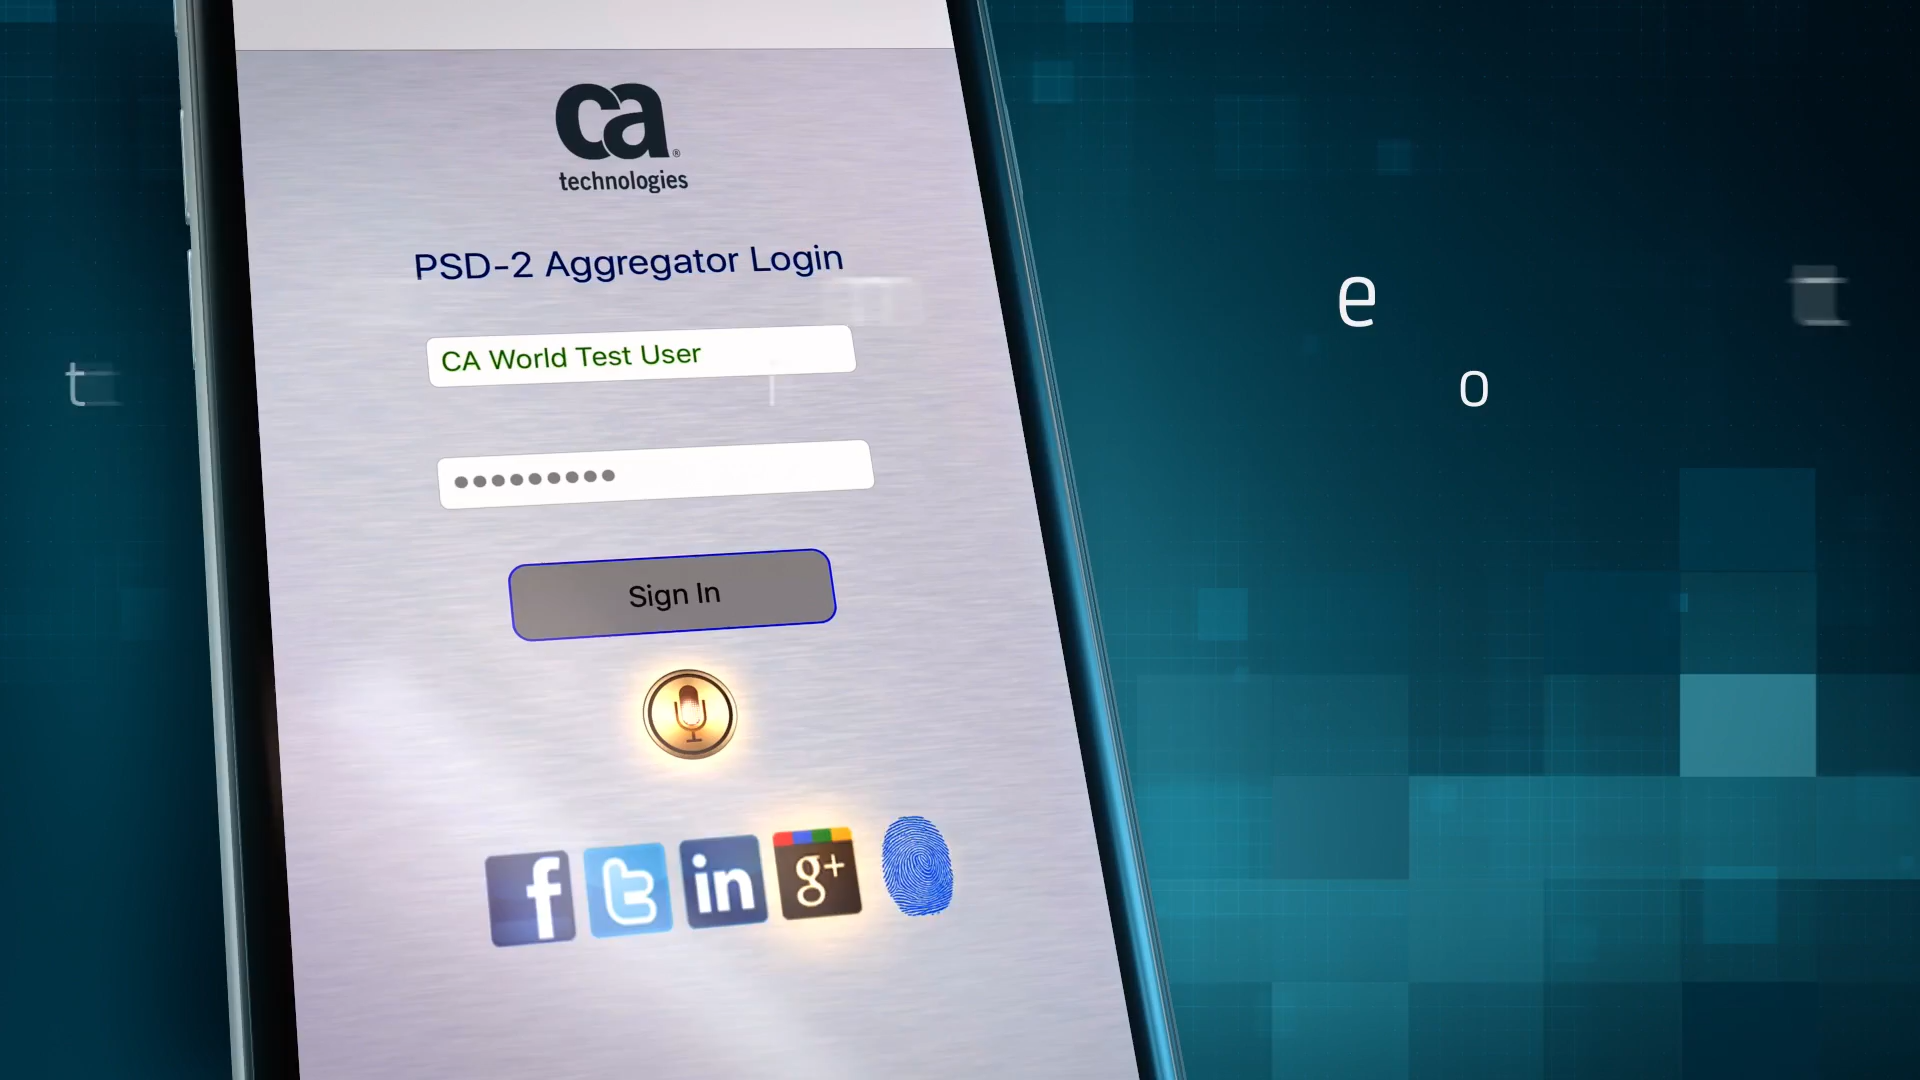 ca
technologies
PSD-2 Aggregator Login
CA World Test User
Sign In
f
t
in
g+
e
o
t